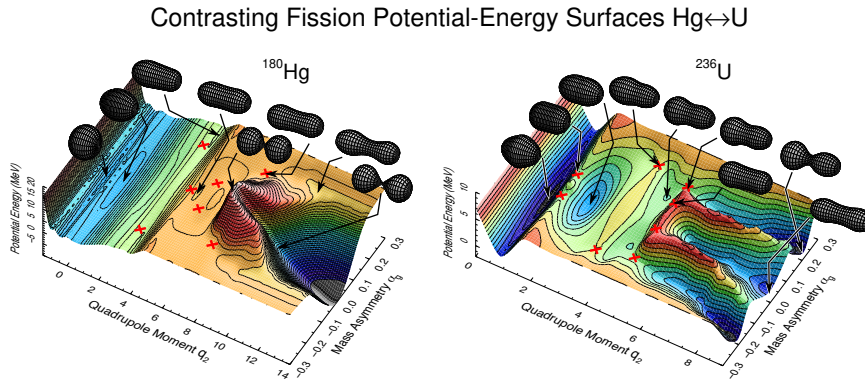 Contrasting Fission Potential-Energy Surfaces Hg↔U
¹⁸⁰Hg
Potential Energy (MeV)
-5 0 5 10 15 20
0 2 4 6 8 10 12 14
Quadrupole Moment q₂
-0.3 -0.2 -0.1 0.0 0.1 0.2 0.3
Mass Asymmetry αg
²³⁶U
Potential Energy (MeV)
0 5 10
0 2 4 6 8
Quadrupole Moment q₂
-0.3 -0.2 -0.1 0.0 0.1 0.2 0.3
Mass Asymmetry αg